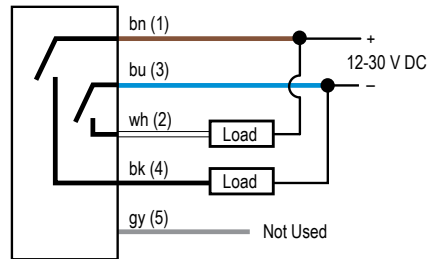 bn (1)
+
bu (3)
12-30 V DC
–
wh (2)
Load
bk (4)
Load
gy (5)
Not Used